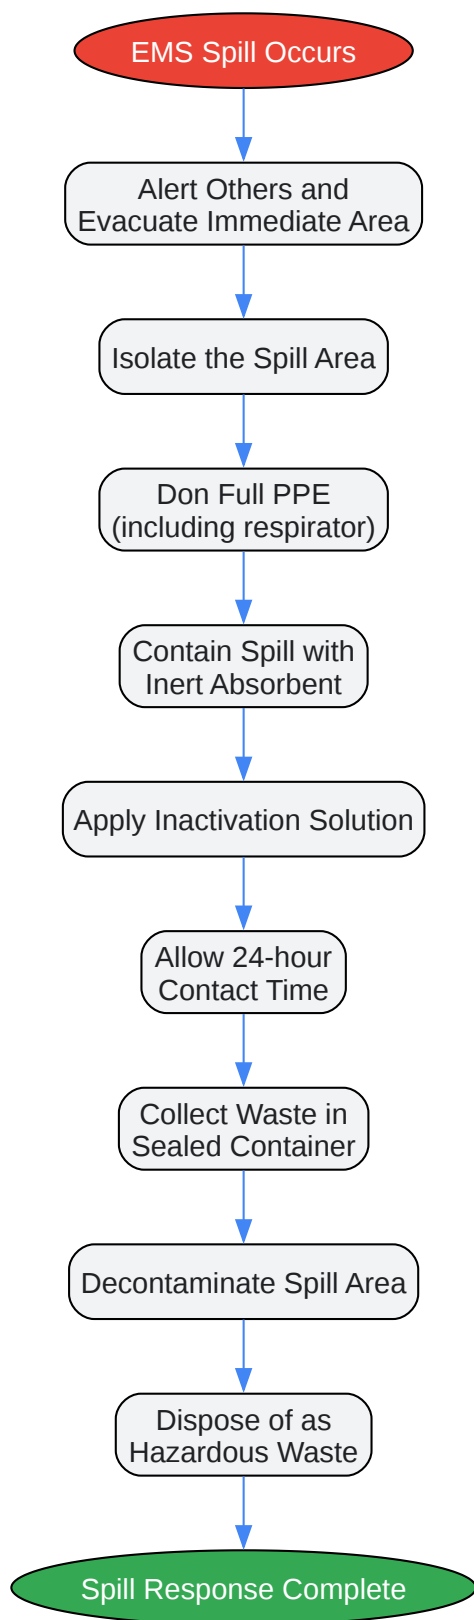 EMS Spill Occurs
Alert Others and
Evacuate Immediate Area
Isolate the Spill Area
Don Full PPE
(including respirator)
Contain Spill with
Inert Absorbent
Apply Inactivation Solution
Allow 24-hour
Contact Time
Collect Waste in
Sealed Container
Decontaminate Spill Area
Dispose of as
Hazardous Waste
Spill Response Complete